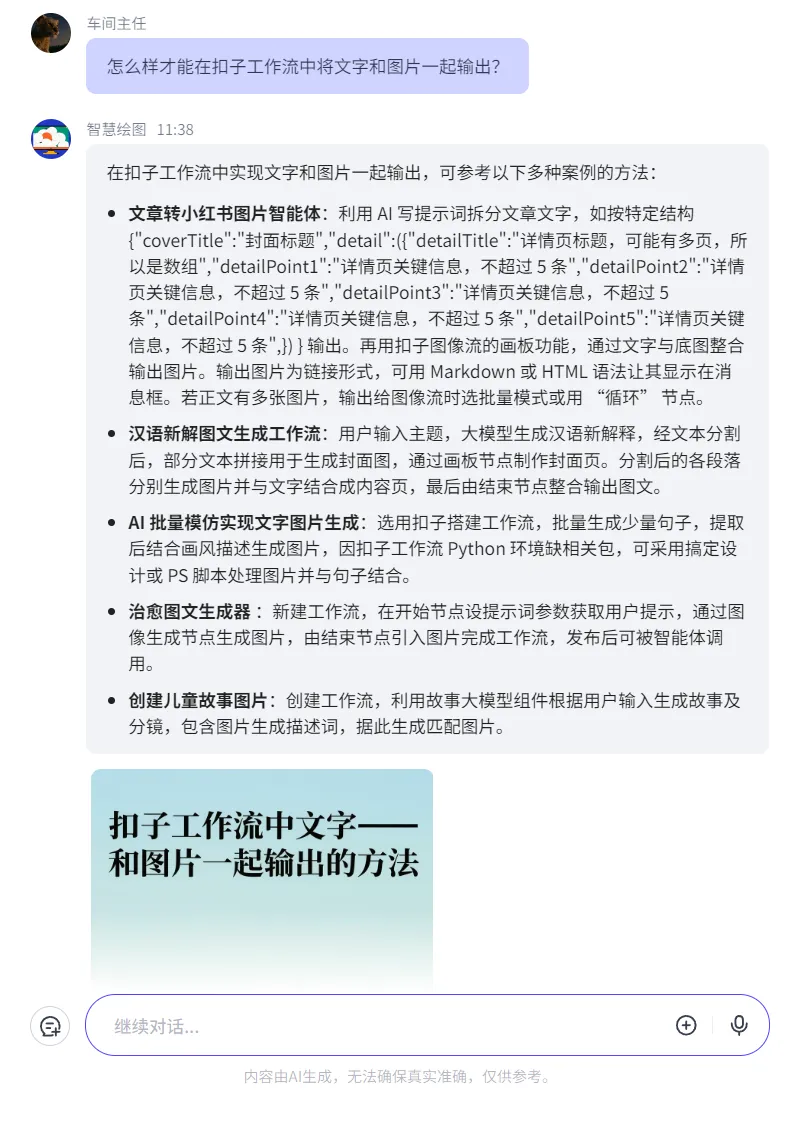 车间主任
怎么样才能在扣子工作流中将文字和图片一起输出？
智慧绘图 11:38
在扣子工作流中实现文字和图片一起输出，可参考以下多种案例的方法：
文章转小红书图片智能体：利用 AI 写提示词拆分文章文字，如按特定结构
{"coverTitle":"封面标题","detail":({"detailTitle":"详情页标题，可能有多页，所
以是数组","detailPoint1":"详情页关键信息，不超过 5 条","detailPoint2":"详情
页关键信息，不超过 5 条","detailPoint3":"详情页关键信息，不超过 5
条","detailPoint4":"详情页关键信息，不超过 5 条","detailPoint5":"详情页关键
信息，不超过 5 条",}) } 输出。再用扣子图像流的画板功能，通过文字与底图整合
输出图片。输出图片为链接形式，可用 Markdown 或 HTML 语法让其显示在消
息框。若正文有多张图片，输出给图像流时选批量模式或用 “循环” 节点。
汉语新解图文生成工作流：用户输入主题，大模型生成汉语新解释，经文本分割
后，部分文本拼接用于生成封面图，通过画板节点制作封面页。分割后的各段落
分别生成图片并与文字结合成内容页，最后由结束节点整合输出图文。
AI 批量模仿实现文字图片生成：选用扣子搭建工作流，批量生成少量句子，提取
后结合画风描述生成图片，因扣子工作流 Python 环境缺相关包，可采用搞定设
计或 PS 脚本处理图片并与句子结合。
治愈图文生成器 ：新建工作流，在开始节点设提示词参数获取用户提示，通过图
像生成节点生成图片，由结束节点引入图片完成工作流，发布后可被智能体调
用。
创建儿童故事图片：创建工作流，利用故事大模型组件根据用户输入生成故事及
分镜，包含图片生成描述词，据此生成匹配图片。
扣子工作流中文字——
和图片一起输出的方法
继续对话...
内容由AI生成，无法确保真实准确，仅供参考。